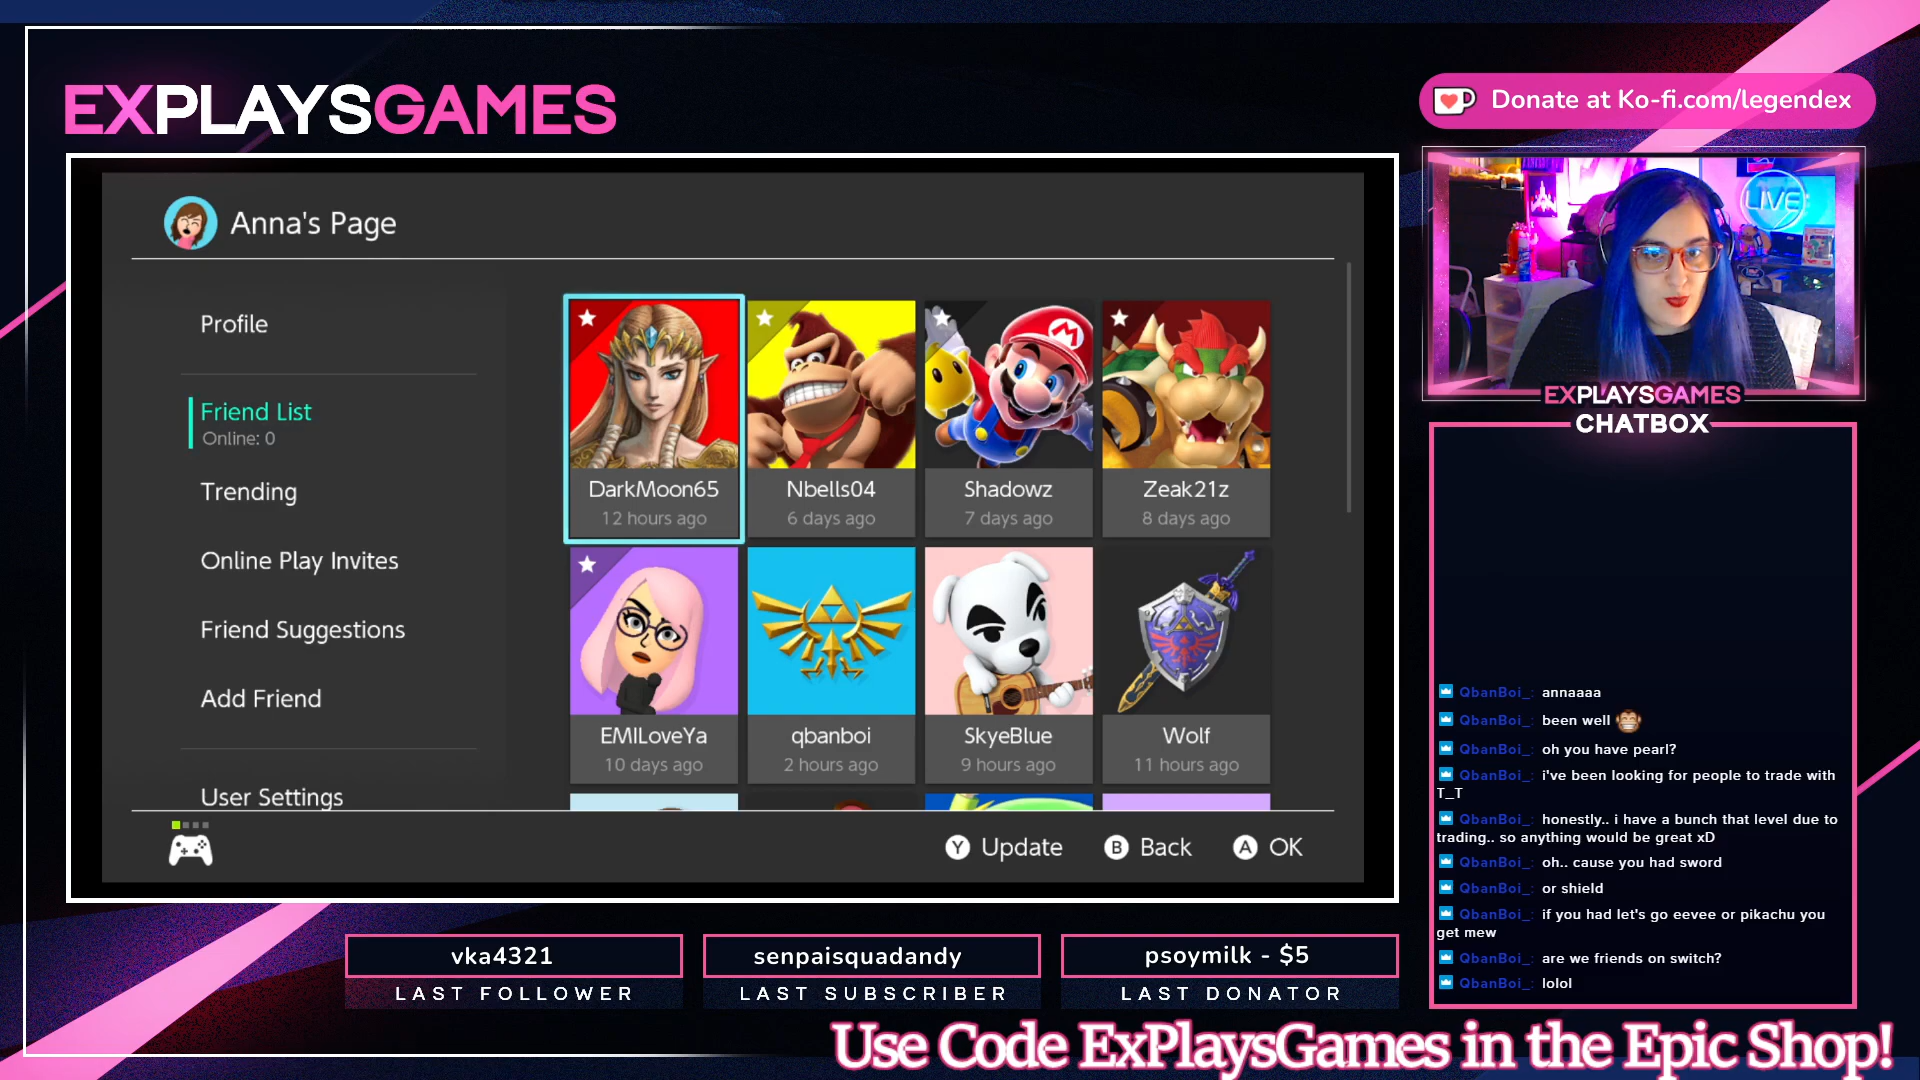 EXPLAYSGAMES
Donate at Ko-fi.com/legendex
Anna's Page
Profile
Friend List
Online: 0
Trending
Online Play Invites
Friend Suggestions
Add Friend
User Settings
DarkMoon65
12 hours ago
Nbells04
6 days ago
Shadowz
7 days ago
Zeak21z
8 days ago
EMILoveYa
10 days ago
qbanboi
2 hours ago
SkyeBlue
9 hours ago
Wolf
11 hours ago
Y Update
B Back
A OK
LIVE
EXPLAYSGAMES
CHATBOX
QbanBoi_: annaaaa
QbanBoi_: been well
QbanBoi_: oh you have pearl?
QbanBoi_: i've been looking for people to trade with
T_T
QbanBoi_: honestly.. i have a bunch that level due to
trading.. so anything would be great xD
QbanBoi_: oh.. cause you had sword
QbanBoi_: or shield
QbanBoi_: if you had let's go eevee or pikachu you
get mew
QbanBoi_: are we friends on switch?
QbanBoi_: lolol
vka4321
LAST FOLLOWER
senpaisquadandy
LAST SUBSCRIBER
psoymilk - $5
LAST DONATOR
Use Code ExPlaysGames in the Epic Shop!